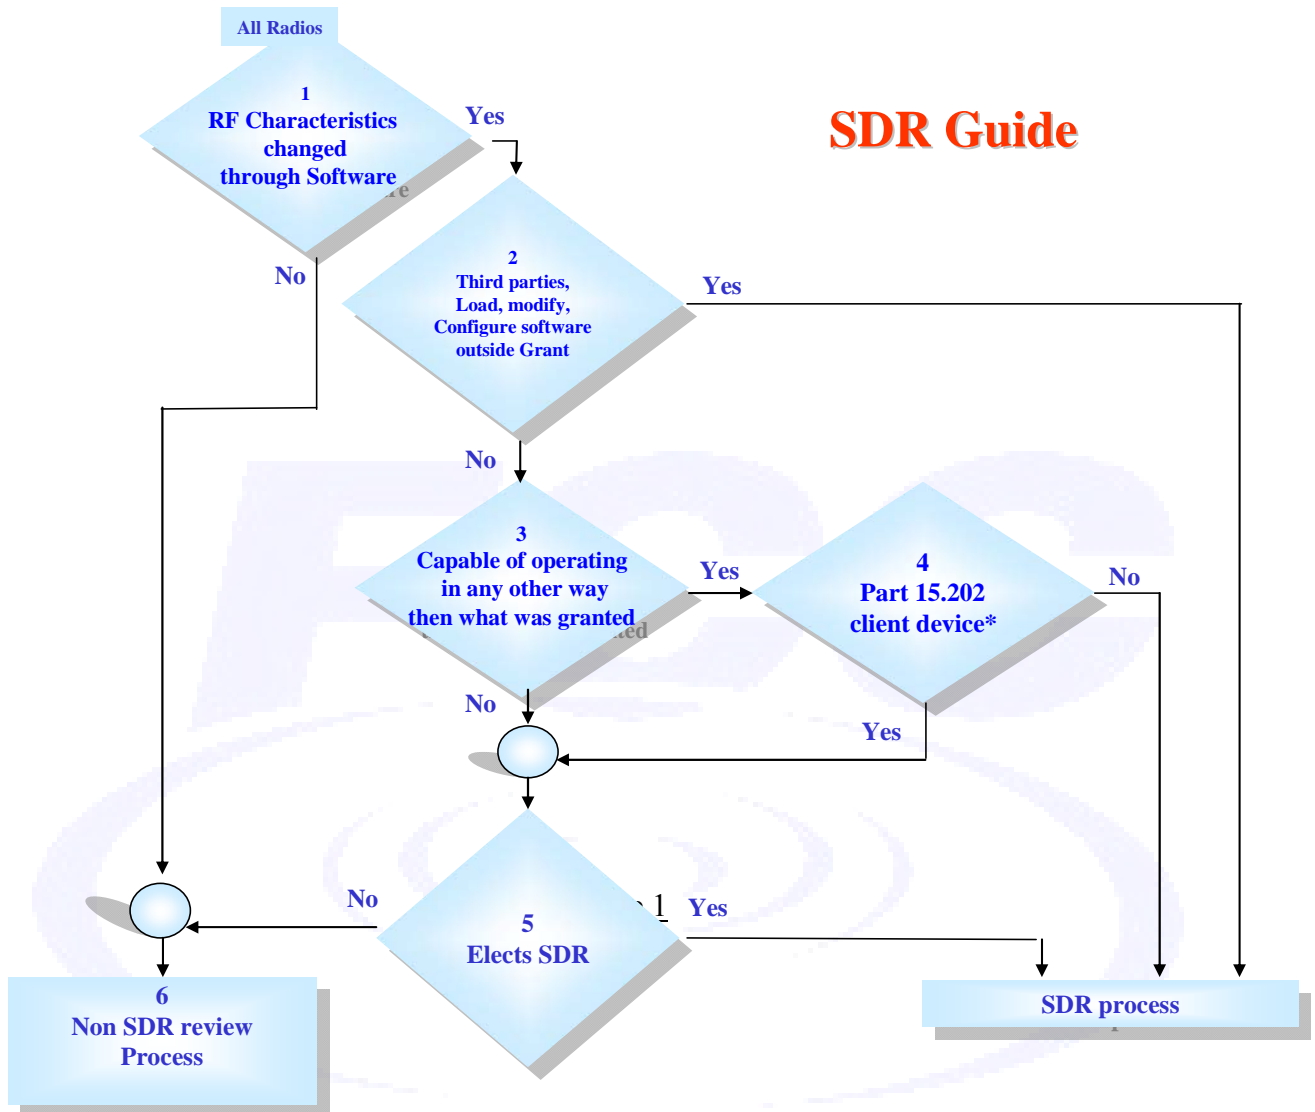 All Radios
SDR Guide
1
RF Characteristics
changed
through Software
Yes
No
2
Third parties,
Load, modify,
Configure software
outside Grant
Yes
No
3
Capable of operating
in any other way
then what was granted
Yes
No
4
Part 15.202
client device*
No
Yes
5
Elects SDR
No
1
Yes
6
Non SDR review
Process
SDR process